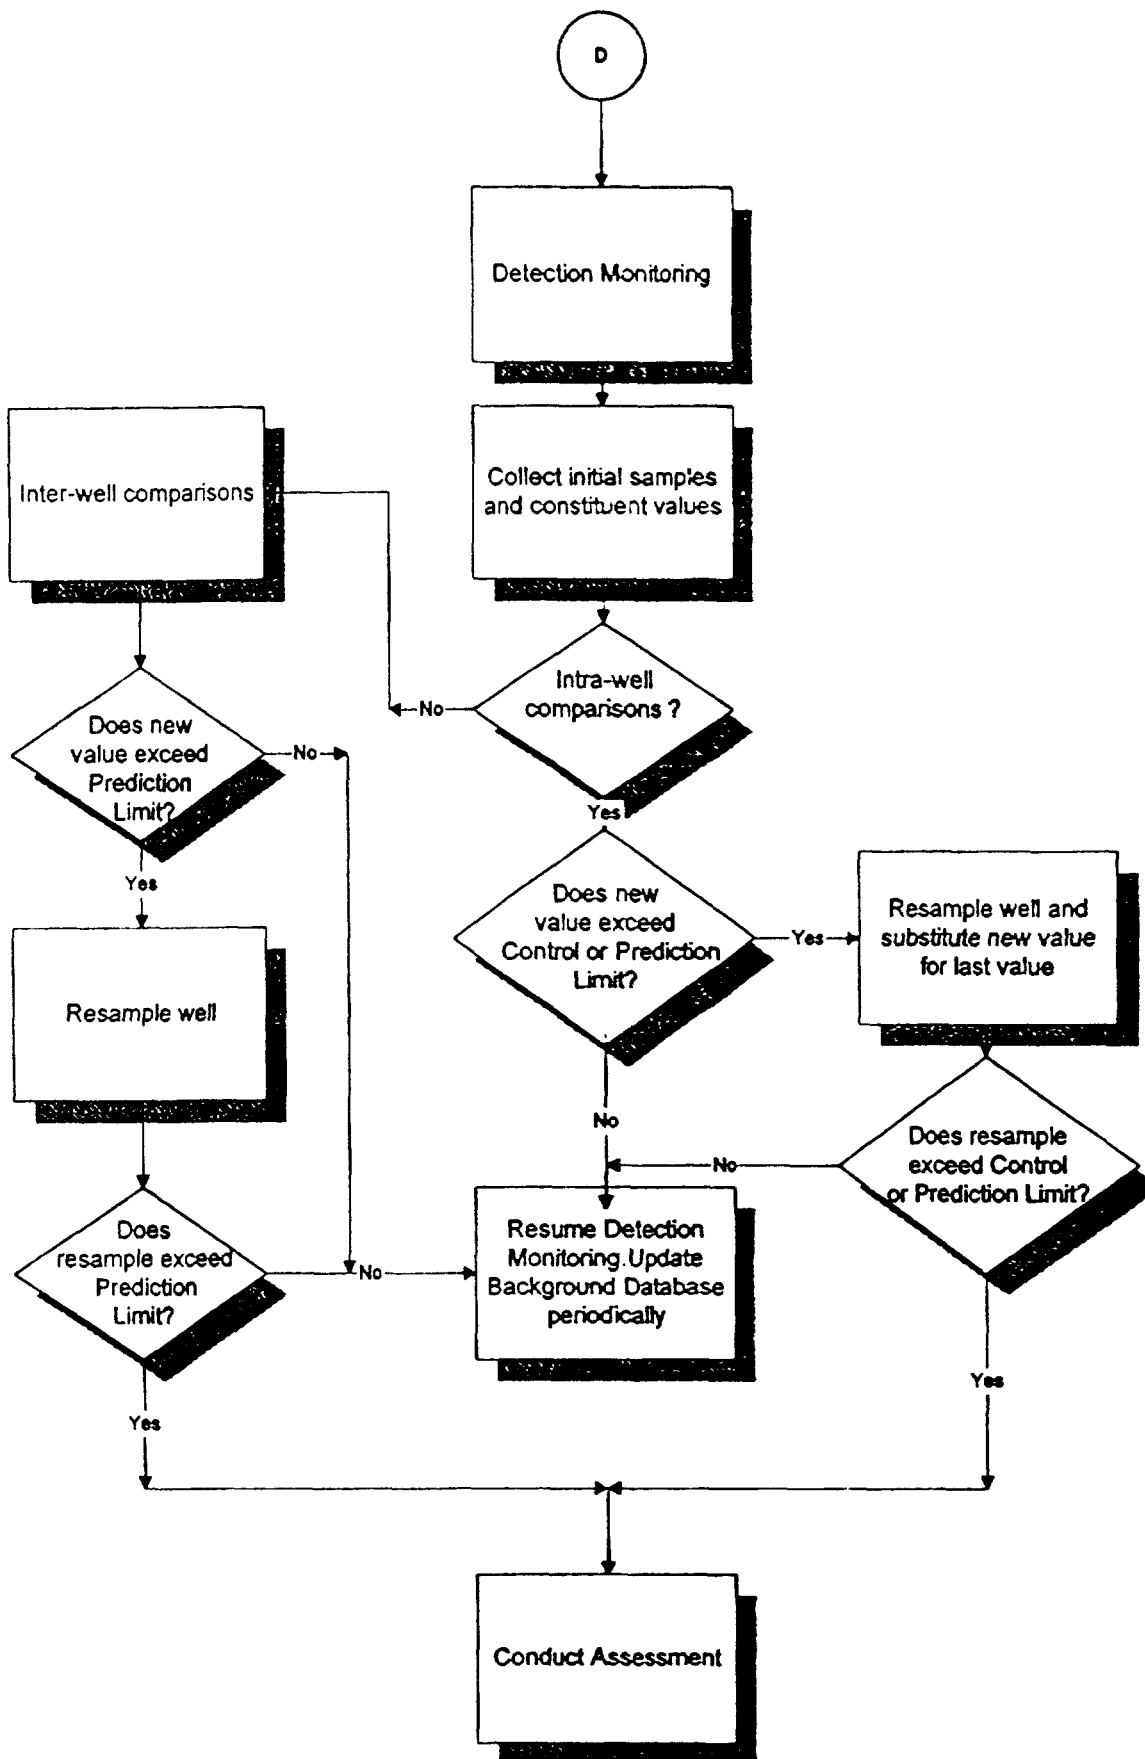 D
Detection Monitoring
Collect initial samples
and constituent values
Inter-well comparisons
Intra-well
comparisons ?
No
Yes
Does new
value exceed
Prediction
Limit?
No
Yes
Does new
value exceed
Control or Prediction
Limit?
Yes
No
Resample well and
substitute new value
for last value
Resample well
Does resample
exceed Control
or Prediction Limit?
No
Yes
Does
resample exceed
Prediction
Limit?
No
Yes
Resume Detection
Monitoring.Update
Background Database
periodically
Conduct Assessment